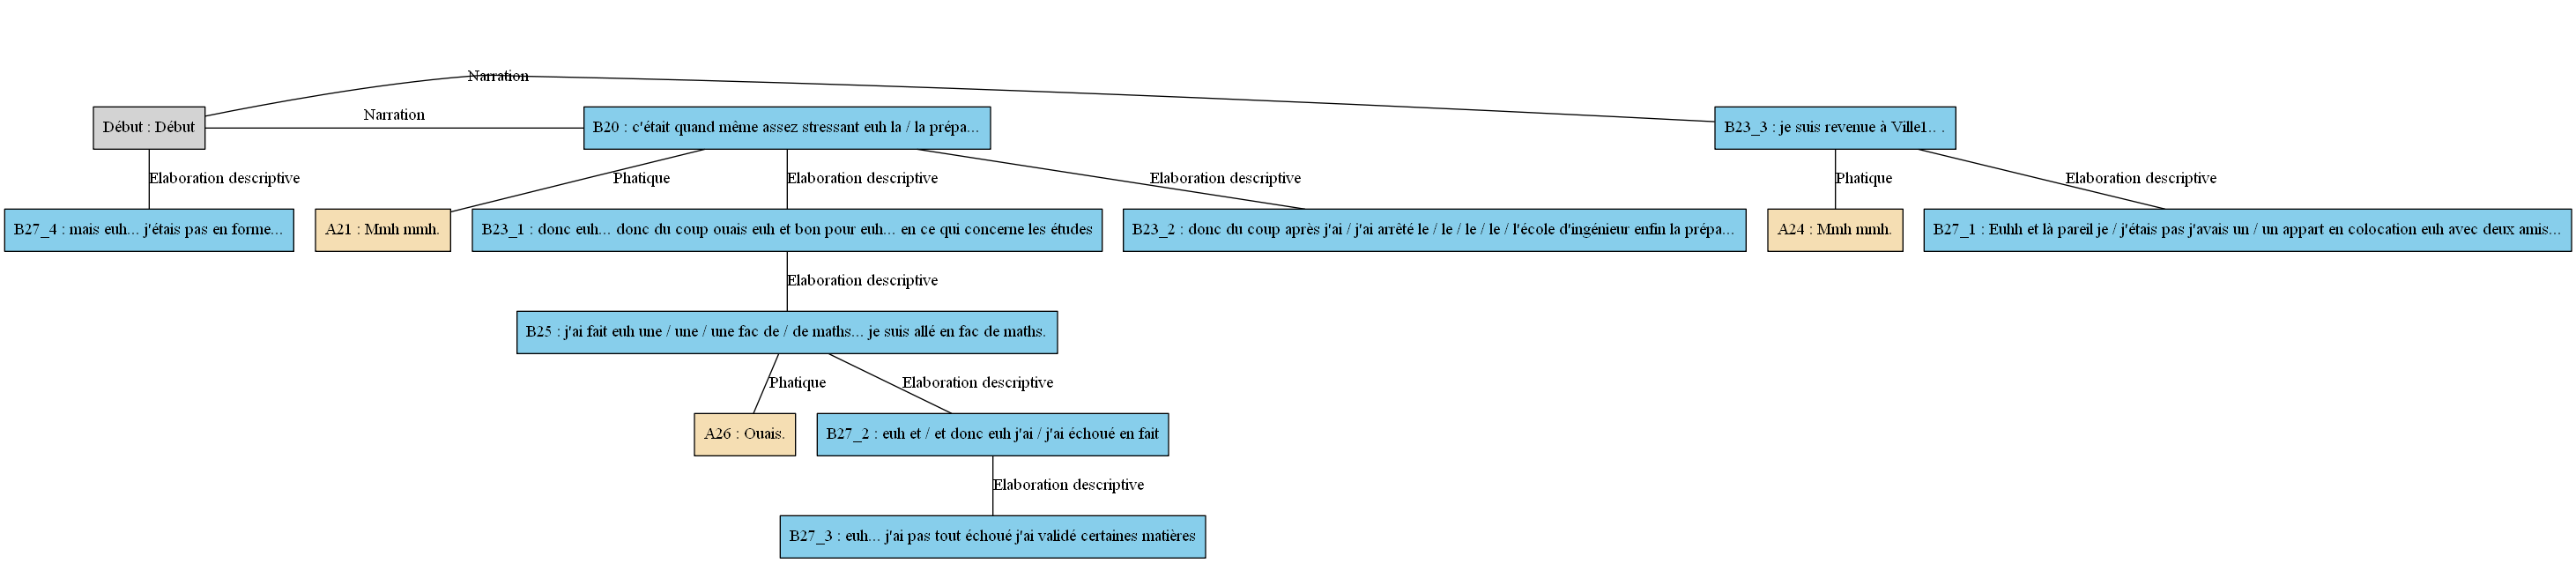 Narration
Narration
Début : Début
B20 : c'était quand même assez stressant euh la / la prépa...
B23_3 : je suis revenue à Ville1.. .
Elaboration descriptive
Phatique
Elaboration descriptive
Elaboration descriptive
Phatique
Elaboration descriptive
B27_4 : mais euh... j'étais pas en forme...
A21 : Mmh mmh.
B23_1 : donc euh... donc du coup ouais euh et bon pour euh... en ce qui concerne les études
B23_2 : donc du coup après j'ai / j'ai arrêté le / le / le / le / l'école d'ingénieur enfin la prépa...
A24 : Mmh mmh.
B27_1 : Euhh et là pareil je / j'étais pas j'avais un / un appart en colocation euh avec deux amis...
Elaboration descriptive
B25 : j'ai fait euh une / une / une fac de / de maths... je suis allé en fac de maths.
Phatique
Elaboration descriptive
A26 : Ouais.
B27_2 : euh et / et donc euh j'ai / j'ai échoué en fait
Elaboration descriptive
B27_3 : euh... j'ai pas tout échoué j'ai validé certaines matières